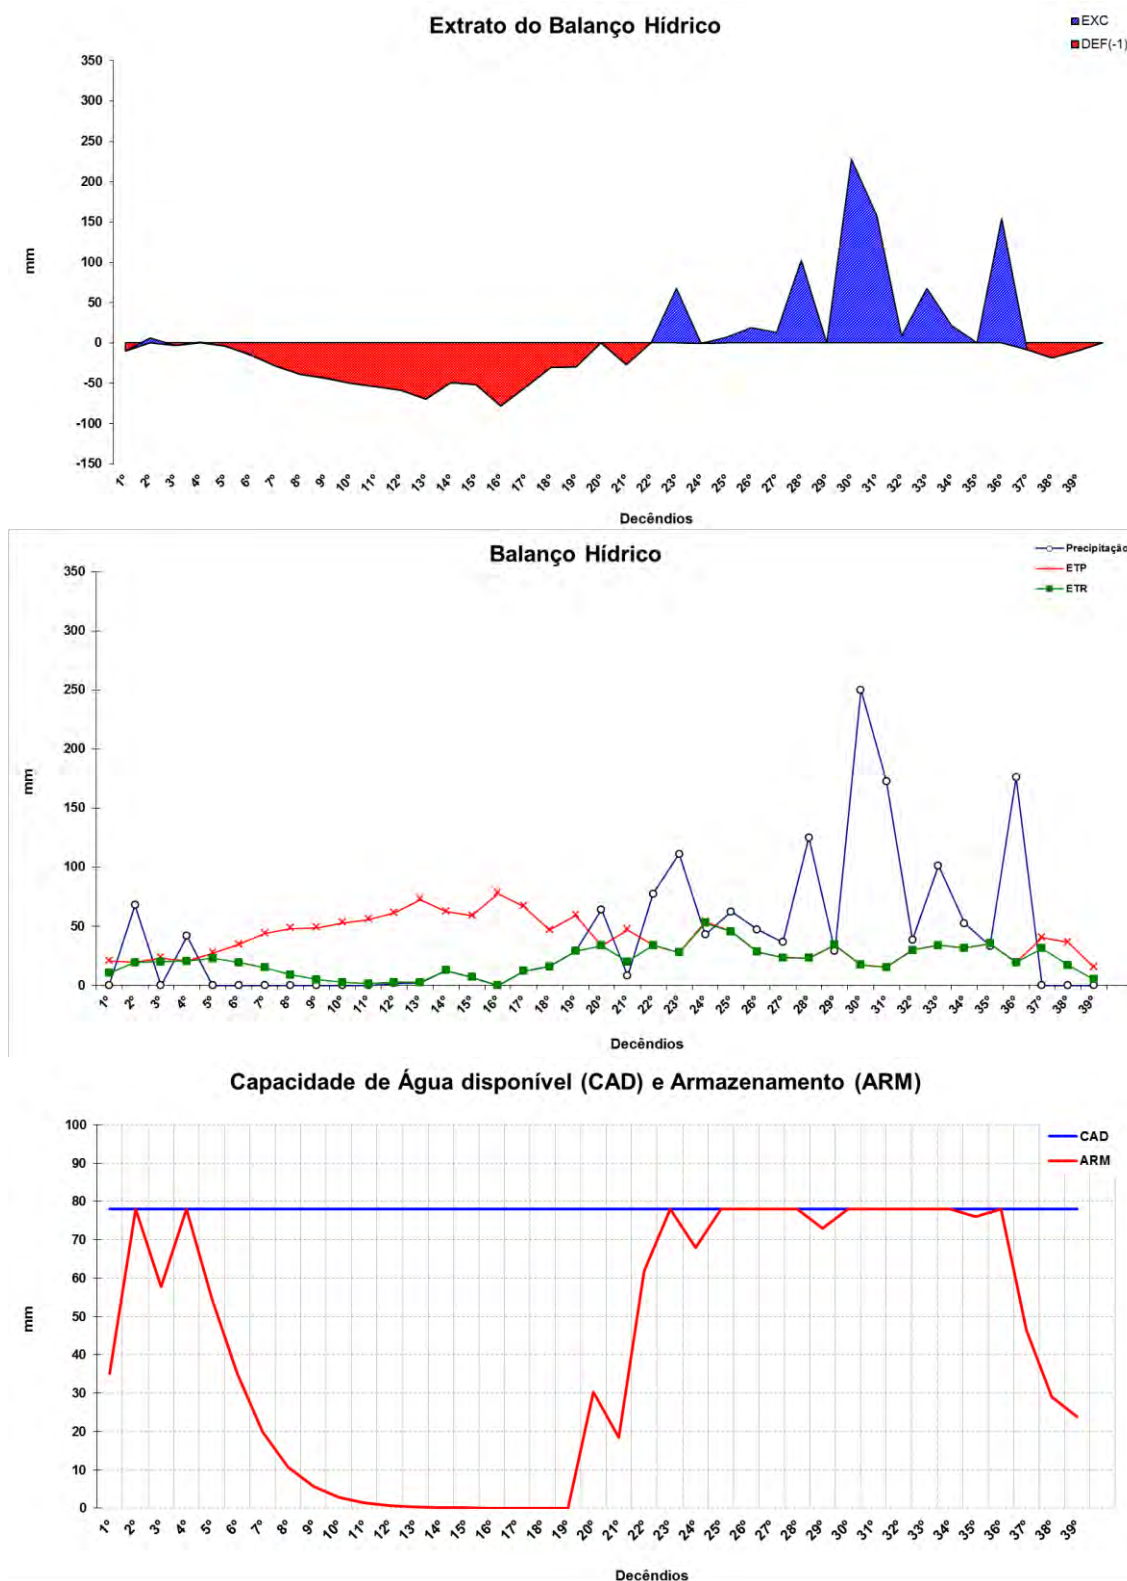 Extrato do Balanço Hídrico
EXC
DEF(-1)
350
300
250
200
150
100
50
0
-50
-100
-150
mm
1º 2º 3º 4º 5º 6º 7º 8º 9º 10º 11º 12º 13º 14º 15º 16º 17º 18º 19º 20º 21º 22º 23º 24º 25º 26º 27º 28º 29º 30º 31º 32º 33º 34º 35º 36º 37º 38º 39º
Decêndios
Balanço Hídrico
Precipitação
ETP
ETR
350
300
250
200
150
100
50
0
mm
1º 2º 3º 4º 5º 6º 7º 8º 9º 10º 11º 12º 13º 14º 15º 16º 17º 18º 19º 20º 21º 22º 23º 24º 25º 26º 27º 28º 29º 30º 31º 32º 33º 34º 35º 36º 37º 38º 39º
Decêndios
Capacidade de Água disponível (CAD) e Armazenamento (ARM)
CAD
ARM
100
90
80
70
60
50
40
30
20
10
0
mm
1º 2º 3º 4º 5º 6º 7º 8º 9º 10º 11º 12º 13º 14º 15º 16º 17º 18º 19º 20º 21º 22º 23º 24º 25º 26º 27º 28º 29º 30º 31º 32º 33º 34º 35º 36º 37º 38º 39º
Decêndios